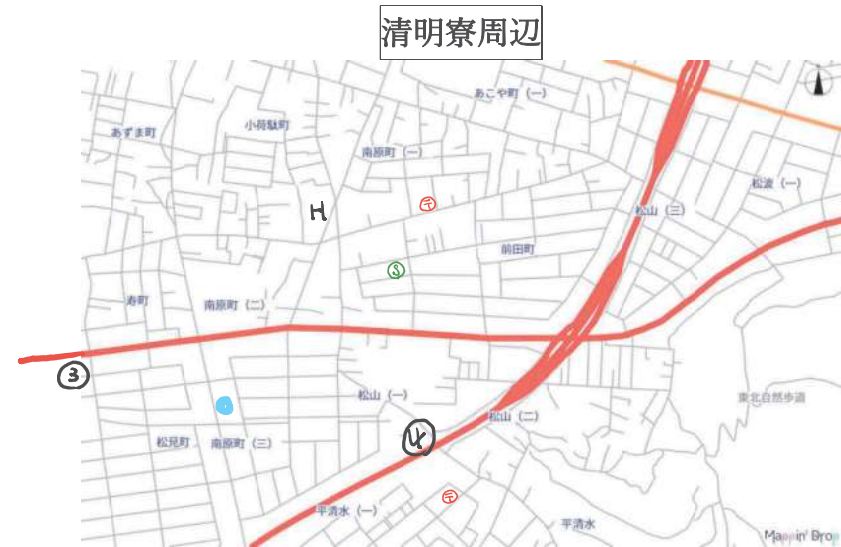 清明寮周辺
あこや町（一）
小荷駄町
あずま町
南原町（一）
松波（一）
〒
H
松山（三）
前田町
S
寿町
南原町（二）
③
松山（一）
東北自然歩道
松山（二）
④
松見町
南原町（三）
〒
平清水（一）
平清水
Mappin' Drop